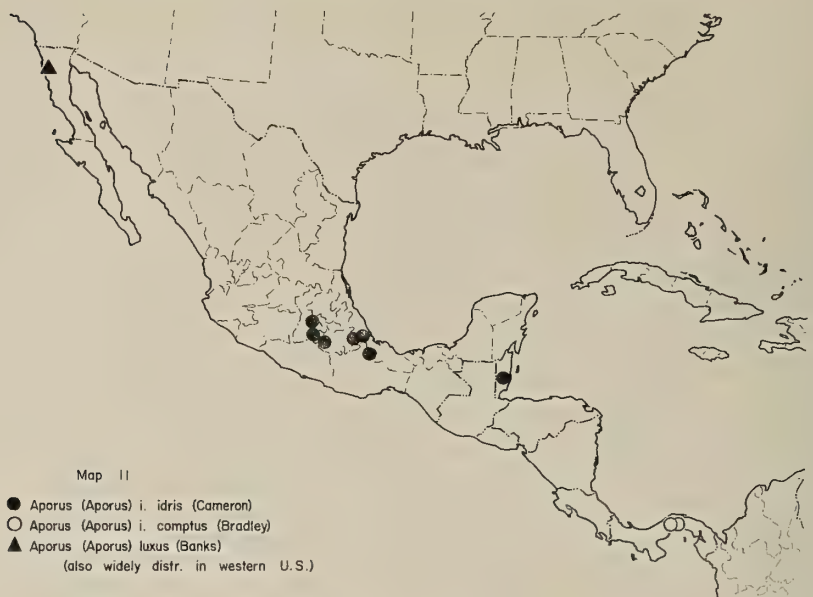 Map 11
Aporus (Aporus) i. idris (Cameron)
Aporus (Aporus) i. comptus (Bradley)
Aporus (Aporus) luxus (Banks)
(also widely distr. in western U.S.)